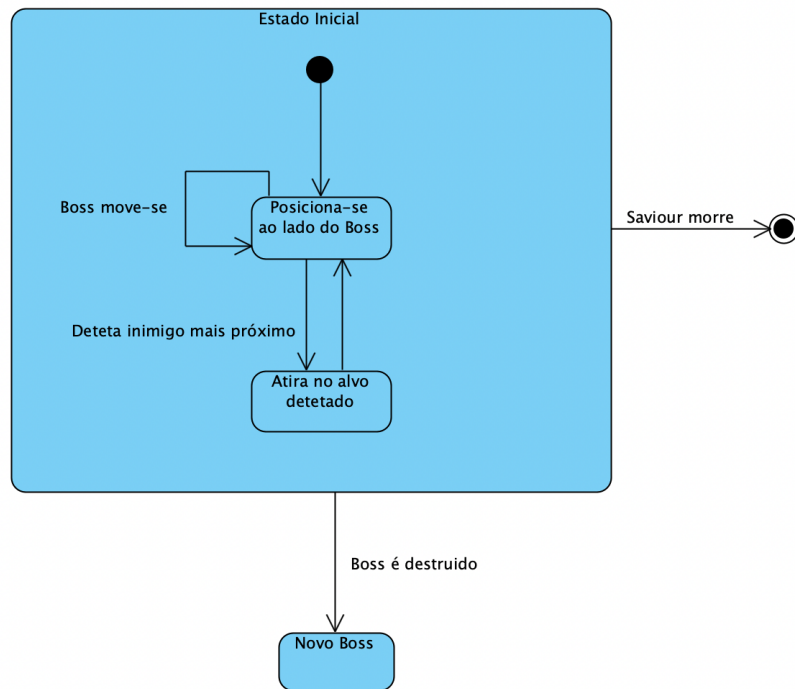 Estado Inicial
Boss move-se
Posiciona-se
ao lado do Boss
Saviour morre
Deteta inimigo mais próximo
Atira no alvo
detetado
Boss é destruido
Novo Boss